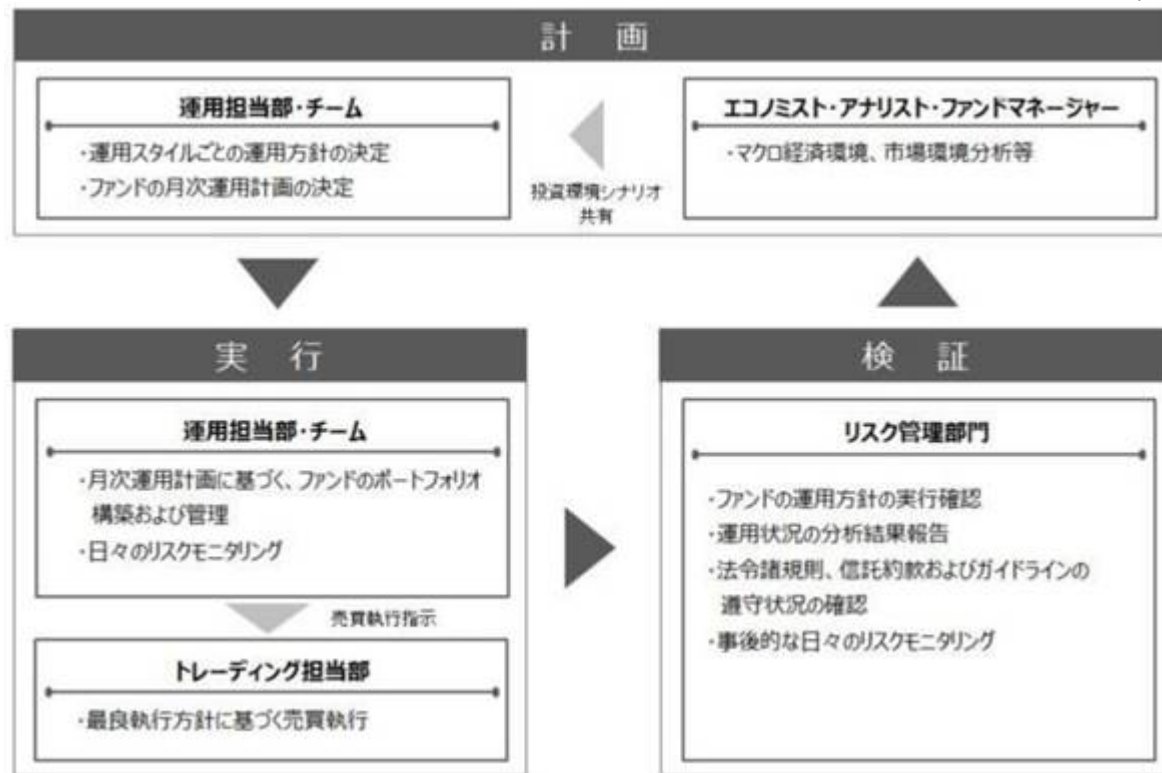 計 画
運用担当部・チーム
・運用スタイルごとの運用方針の決定
・ファンドの月次運用計画の決定
投資環境シナリオ
共有
エコノミスト・アナリスト・ファンドマネージャー
・マクロ経済環境、市場環境分析等
実 行
運用担当部・チーム
・月次運用計画に基づく、ファンドのポートフォリオ
構築および管理
・日々のリスクモニタリング
売買執行指示
トレーディング担当部
・最良執行方針に基づく売買執行
検 証
リスク管理部門
・ファンドの運用方針の実行確認
・運用状況の分析結果報告
・法令諸規則、信託約款およびガイドラインの
遵守状況の確認
・事後的な日々のリスクモニタリング